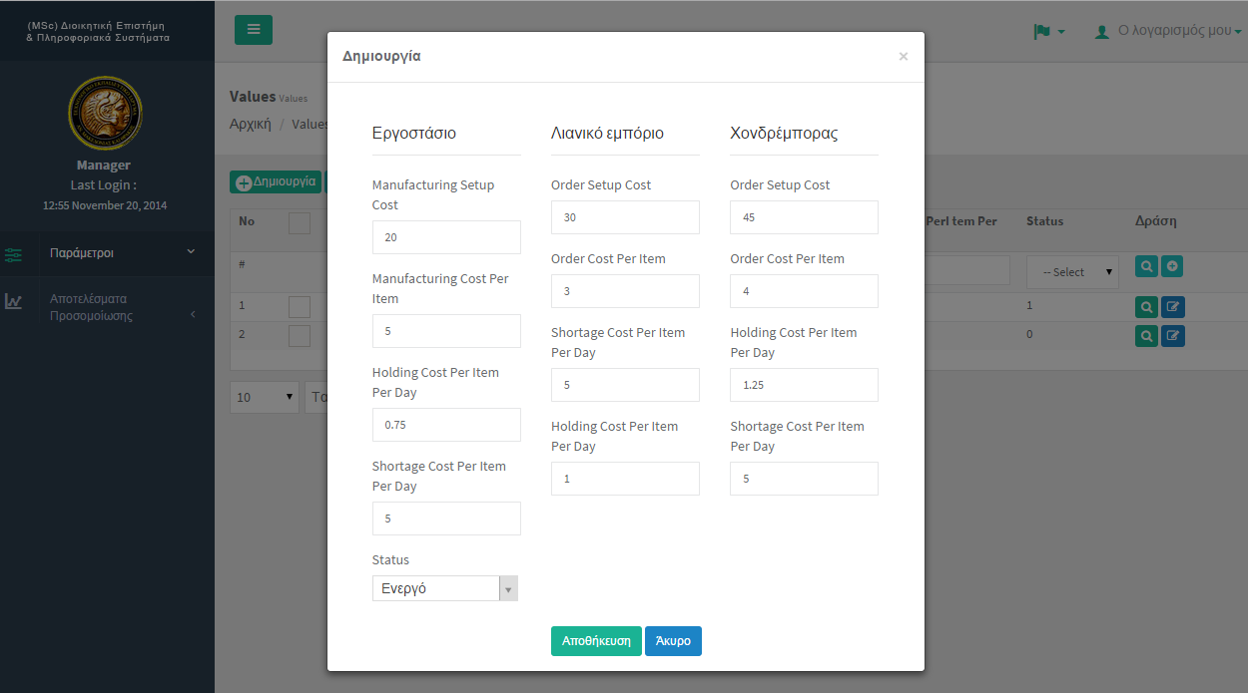 (MSc) Διοικητική Επιστήμη
& Πληροφοριακά Συστήματα
Manager
Last Login :
12:55 November 20, 2014
Παράμετροι
Αποτελέσματα
Προσομοίωσης
Ο λογαριασμός μου
Values Values
Αρχική / Values
Δημιουργία
No
PerI tem Per
Status
Δράση
#
-- Select
1
1
2
0
10
Δημιουργία
×
Εργοστάσιο
Manufacturing Setup
Cost
20
Manufacturing Cost Per
Item
5
Holding Cost Per Item
Per Day
0.75
Shortage Cost Per Item
Per Day
5
Status
Ενεργό
Λιανικό εμπόριο
Order Setup Cost
30
Order Cost Per Item
3
Shortage Cost Per Item
Per Day
5
Holding Cost Per Item
Per Day
1
Χονδρέμπορας
Order Setup Cost
45
Order Cost Per Item
4
Holding Cost Per Item
Per Day
1.25
Shortage Cost Per Item
Per Day
5
Αποθήκευση
Άκυρο